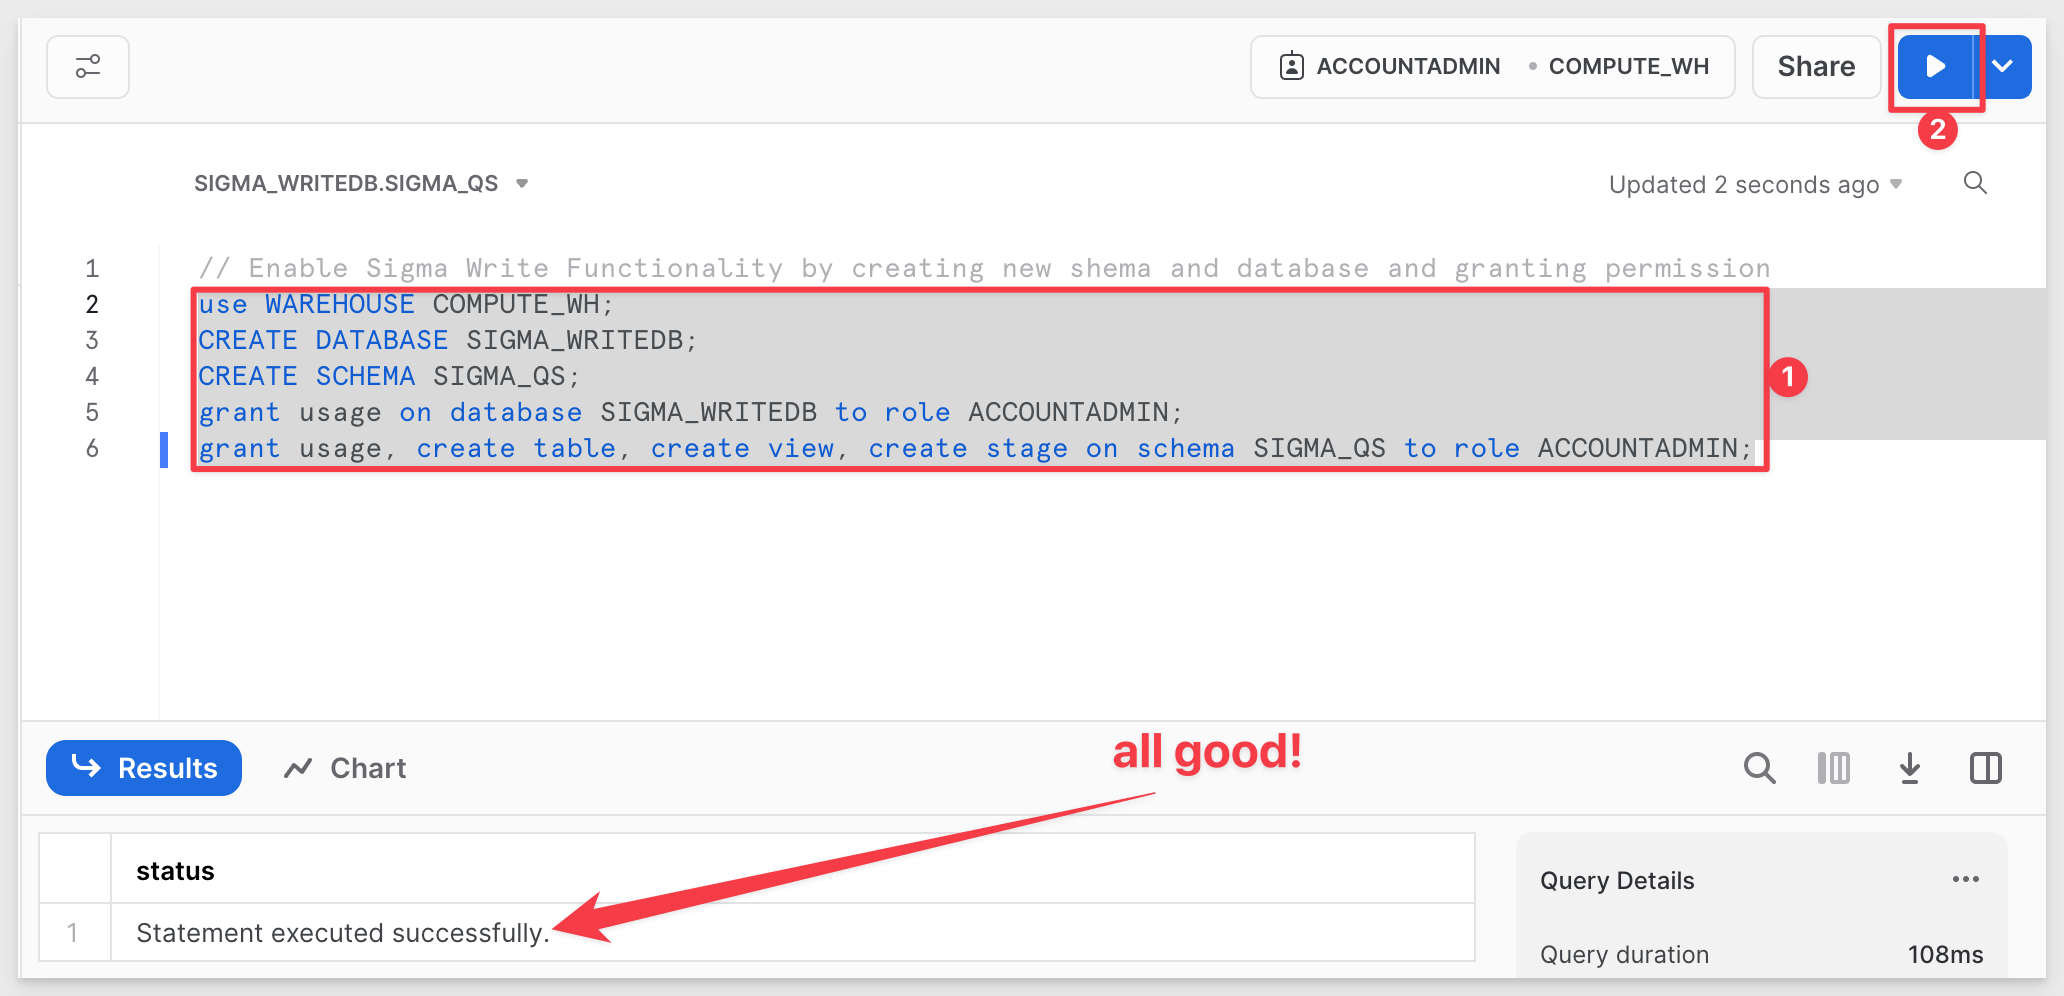 ACCOUNTADMIN • COMPUTE_WH
Share
2
SIGMA_WRITEDB.SIGMA_QS
Updated 2 seconds ago
1 // Enable Sigma Write Functionality by creating new shema and database and granting permission
2 use WAREHOUSE COMPUTE_WH;
3 CREATE DATABASE SIGMA_WRITEDB;
4 CREATE SCHEMA SIGMA_QS;
1
5 grant usage on database SIGMA_WRITEDB to role ACCOUNTADMIN;
6 grant usage, create table, create view, create stage on schema SIGMA_QS to role ACCOUNTADMIN;
all good!
Results
Chart
status
1 Statement executed successfully.
Query Details
Query duration 108ms